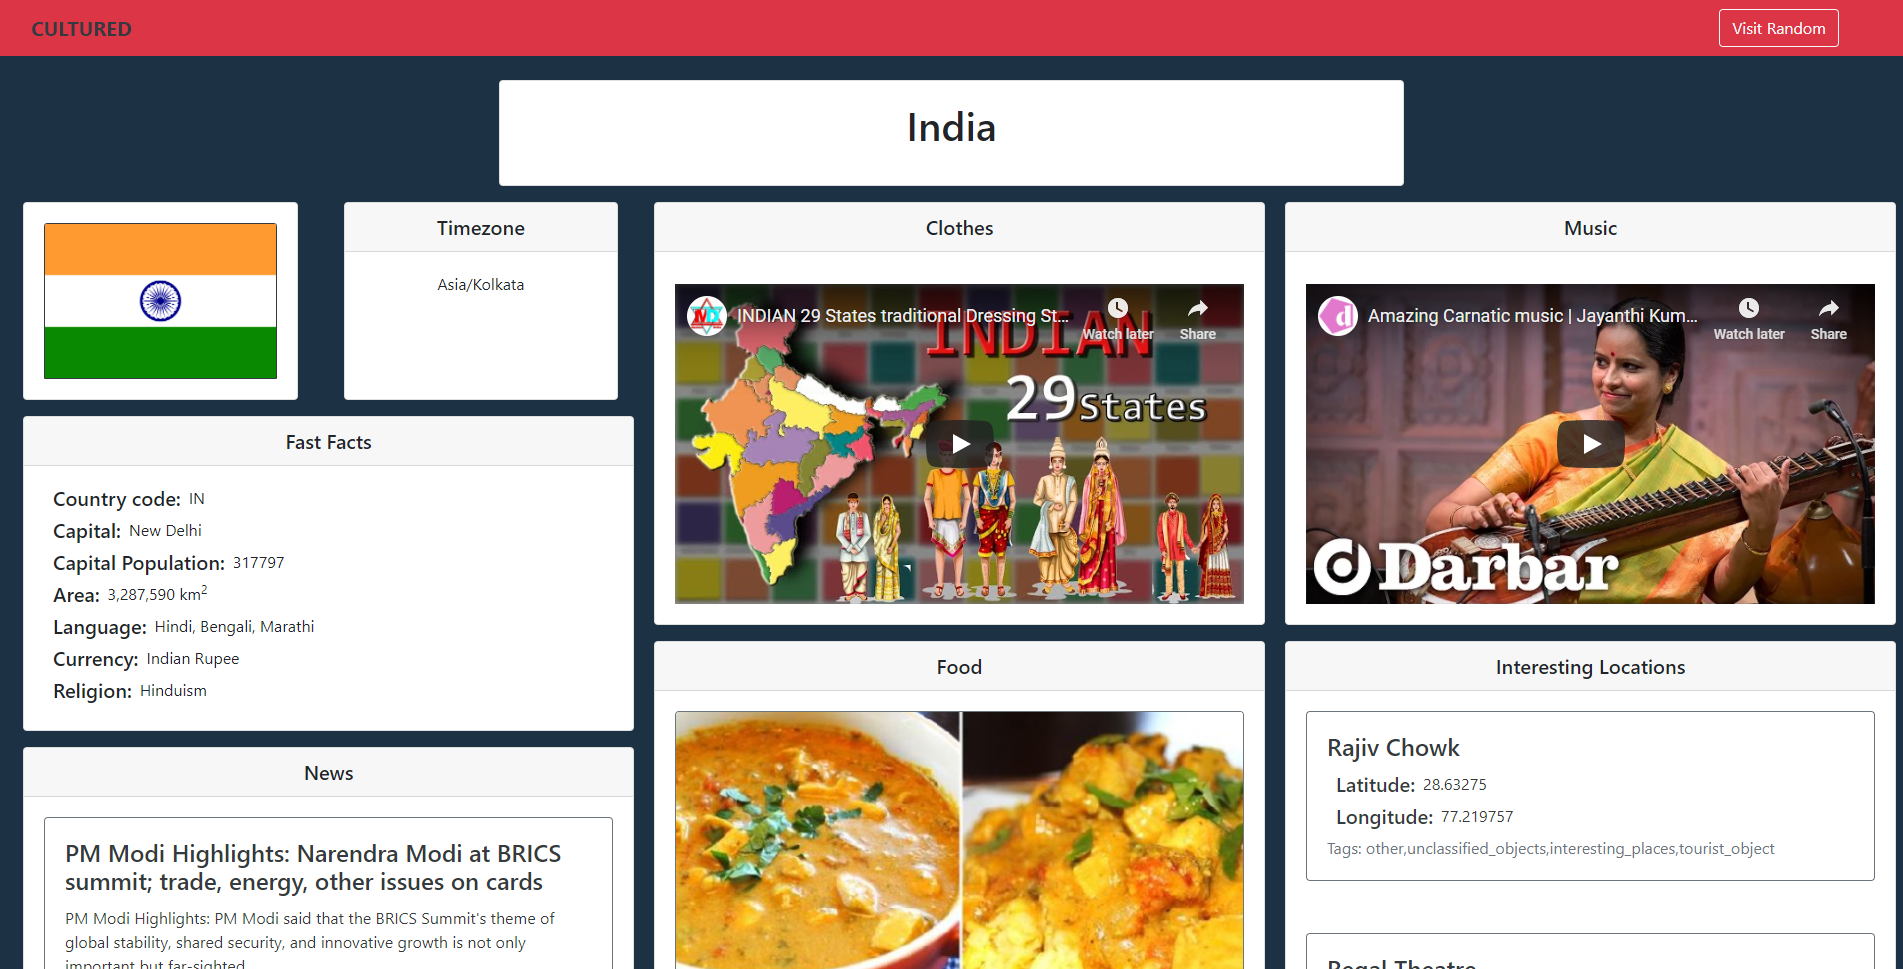 CULTURED
Visit Random
India
Timezone
Asia/Kolkata
Fast Facts
Country code: IN
Capital: New Delhi
Capital Population: 317797
Area: 3,287,590 km2
Language: Hindi, Bengali, Marathi
Currency: Indian Rupee
Religion: Hinduism
News
PM Modi Highlights: Narendra Modi at BRICS
summit; trade, energy, other issues on cards
PM Modi Highlights: PM Modi said that the BRICS Summit's theme of
global stability, shared security, and innovative growth is not only
important but far-sighted
Clothes
INDIAN 29 States traditional Dressing St...
Watch later
Share
INDIAN
29 States
Food
Music
Amazing Carnatic music | Jayanthi Kum...
Watch later
Share
d Darbar
Interesting Locations
Rajiv Chowk
Latitude: 28.63275
Longitude: 77.219757
Tags: other,unclassified_objects,interesting_places,tourist_object
Regal Theatre